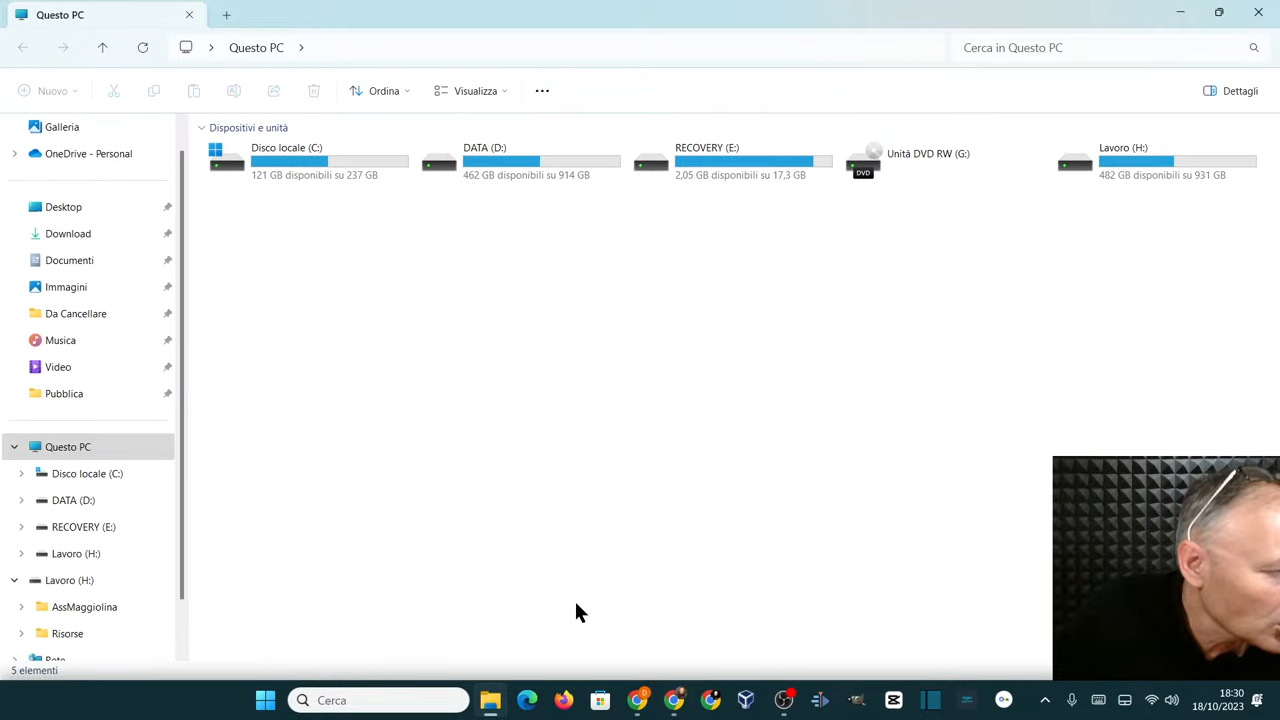 Questo PC
Questo PC
Cerca in Questo PC
Nuovo
Ordina
Visualizza
Dettagli
Galleria
OneDrive - Personal
Desktop
Download
Documenti
Immagini
Da Cancellare
Musica
Video
Pubblica
Questo PC
Disco locale (C:)
DATA (D:)
RECOVERY (E:)
Lavoro (H:)
Lavoro (H:)
AssMaggiolina
Risorse
Rete
5 elementi
Dispositivi e unità
Disco locale (C:)
121 GB disponibili su 237 GB
DATA (D:)
462 GB disponibili su 914 GB
RECOVERY (E:)
2,05 GB disponibili su 17,3 GB
DVD
Unità DVD RW (G:)
Lavoro (H:)
482 GB disponibili su 931 GB
Cerca
18:30
18/10/2023